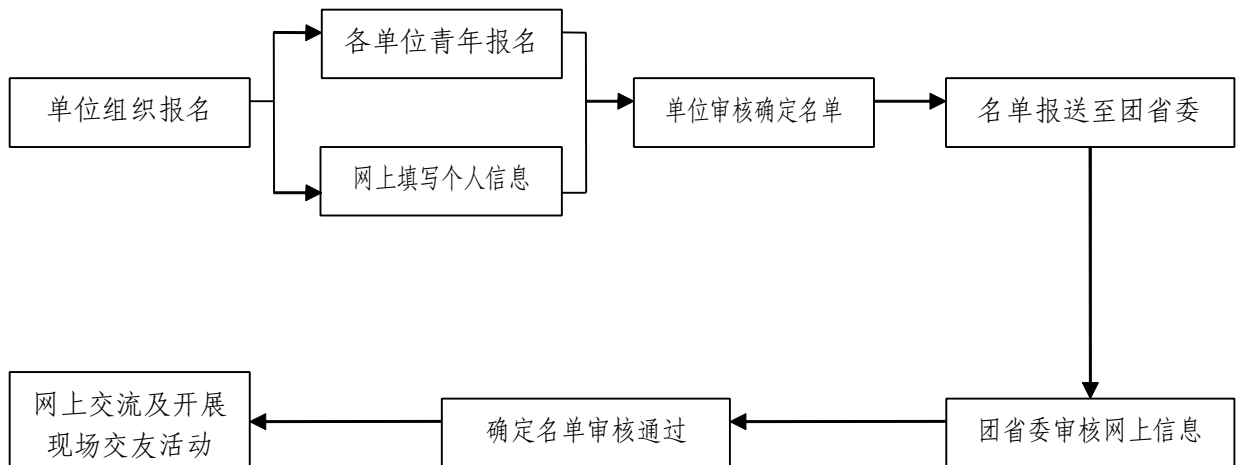 单位组织报名
各单位青年报名
网上填写个人信息
单位审核确定名单
名单报送至团省委
团省委审核网上信息
确定名单审核通过
网上交流及开展
现场交友活动